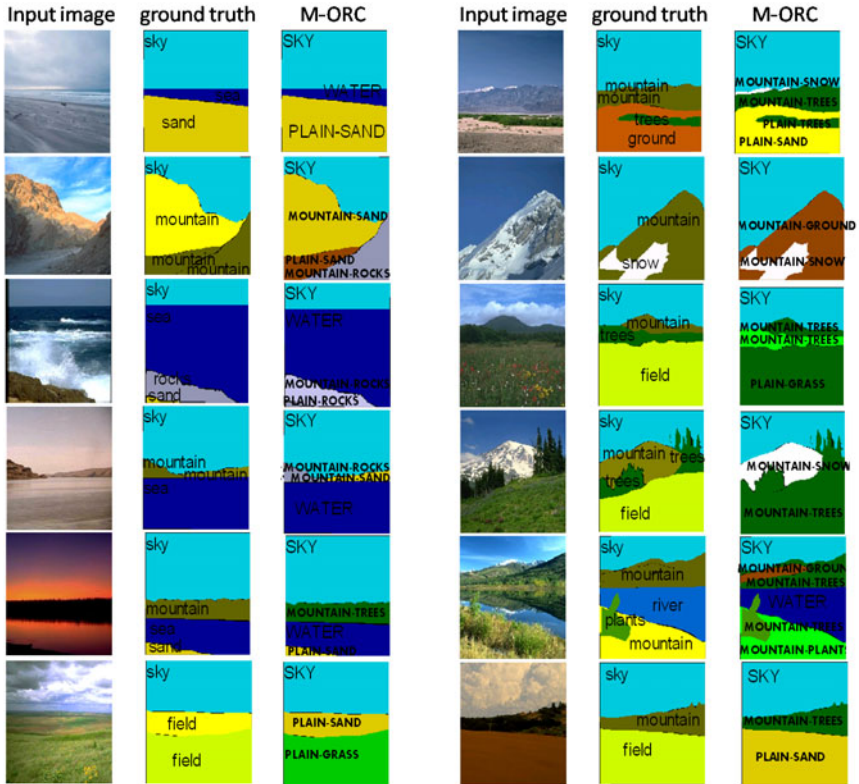 Input image ground truth M-ORC
sky
sea
sand
SKY
WATER
PLAIN-SAND
sky
mountain
mountain
mountain
SKY
MOUNTAIN-SAND
PLAIN-SAND
MOUNTAIN-ROCKS
sky
sea
rocks
sand
SKY
WATER
MOUNTAIN-ROCKS
PLAIN-ROCKS
sky
mountain
mountain
sea
SKY
MOUNTAIN-ROCKS
MOUNTAIN-SAND
WATER
sky
mountain
sea
sand
SKY
MOUNTAIN-TREES
WATER
PLAIN-SAND
sky
field
field
SKY
PLAIN-SAND
PLAIN-GRASS
Input image ground truth M-ORC
sky
mountain
mountain
trees
ground
SKY
MOUNTAIN-SNOW
MOUNTAIN-TREES
PLAIN-TREES
PLAIN-SAND
sky
mountain
snow
SKY
MOUNTAIN-GROUND
MOUNTAIN-SNOW
sky
mountain
trees
field
SKY
MOUNTAIN-TREES
MOUNTAIN-TREES
PLAIN-GRASS
sky
mountain
trees
trees
field
SKY
MOUNTAIN-SNOW
MOUNTAIN-TREES
sky
mountain
river
plants
mountain
SKY
MOUNTAIN-GROUN
MOUNTAIN-TREES
WATER
MOUNTAIN-TREES
MOUNTAIN-PLANTS
sky
mountain
field
SKY
MOUNTAIN-TREES
PLAIN-SAND